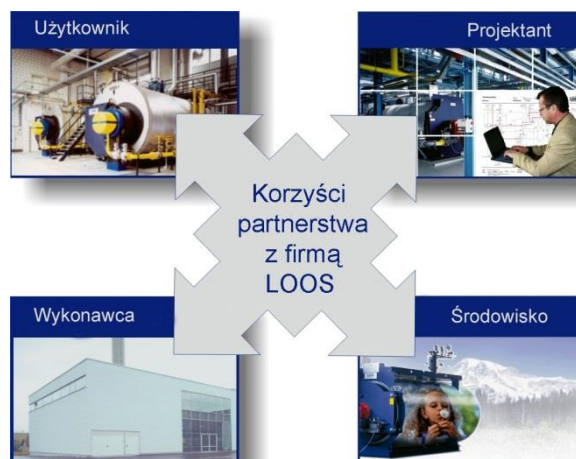 Użytkownik
Projektant
Korzyści
partnerstwa
z firmą
LOOS
Wykonawca
Środowisko